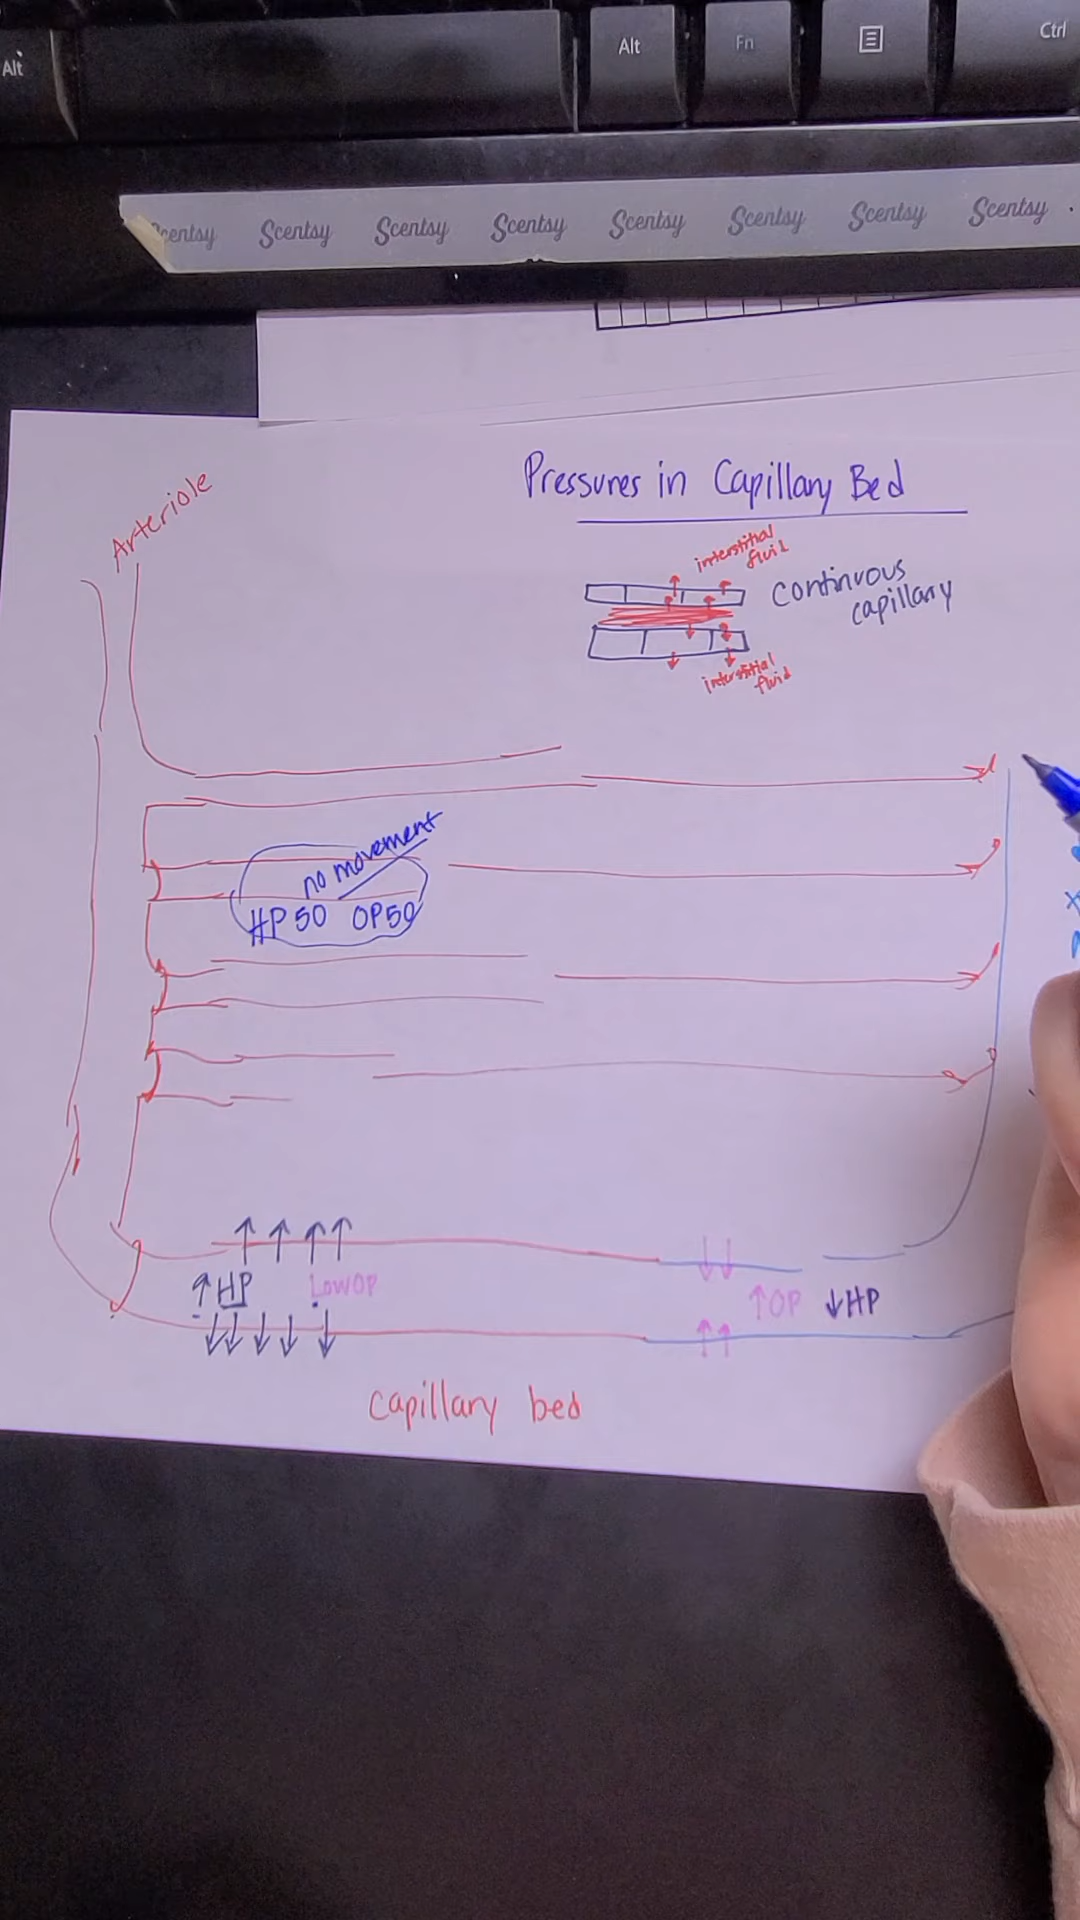 Alt
Alt
Fn
Ctrl
Scentsy Scentsy Scentsy Scentsy Scentsy Scentsy Scentsy
Pressures in Capillary Bed
Arteriole
interstitial
fluid
continuous
capillary
interstitial
fluid
no movement
HP 50 OP 50
↑HP Low OP
↑OP ↓HP
capillary bed